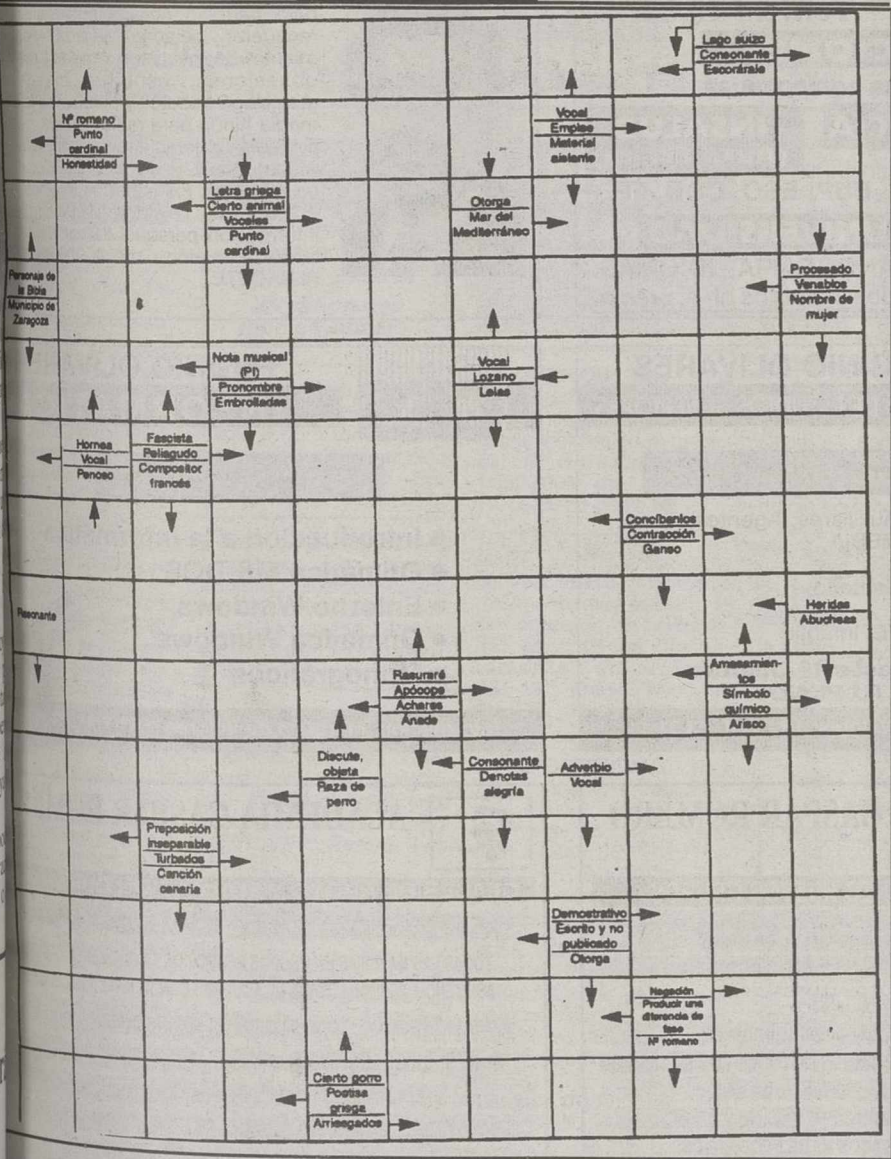 Lago suizo
Consonante
Escontrále
Nº romano
Punto
cardinal
Honestidad
Vocal
Emplee
Material
aislante
Letra griega
Cierto animal
Vocales
Punto
cardinal
Otorga
Mar del
Mediterráneo
Personaje de
la Biblia
Municipio de
Zaragoza
Procesado
Venablos
Nombre de
mujer
Nota musical
(Pl)
Pronombre
Embrolladas
Vocal
Lozano
Leías
Hornea
Vocal
Penoso
Fascista
Peliagudo
Compositor
francés
Concíbanlos
Contracción
Ganso
Resonante
Heridas
Abucheas
Rasuraré
Apócope
Achares
Ánade
Amasamien-
tos
Símbolo
químico
Arisco
Discute,
objeta
Raza de
perro
Consonante
Denotas
alegría
Adverbio
Vocal
Preposición
inseparable
Turbados
Canción
canaria
Demostrativo
Escrito y no
publicado
Otorga
Negación
Producir una
diferencia de
fase
Nº romano
Cierto gorro
Poetisa
griega
Arriesgados